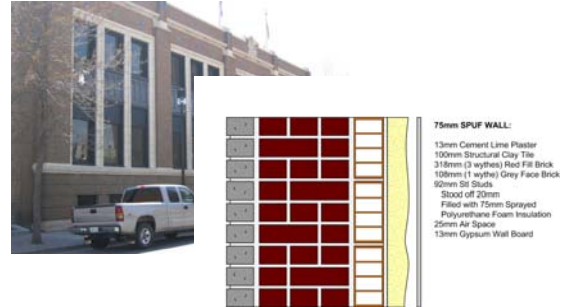 75mm SPUF WALL:
13mm Cement Lime Plaster
100mm Structural Clay Tile
318mm (3 wythes) Red Fill Brick
108mm (1 wythe) Grey Face Brick
92mm Stl Studs
Stood off 20mm
Filled with 75mm Sprayed
Polyurethane Foam Insulation
25mm Air Space
13mm Gypsum Wall Board